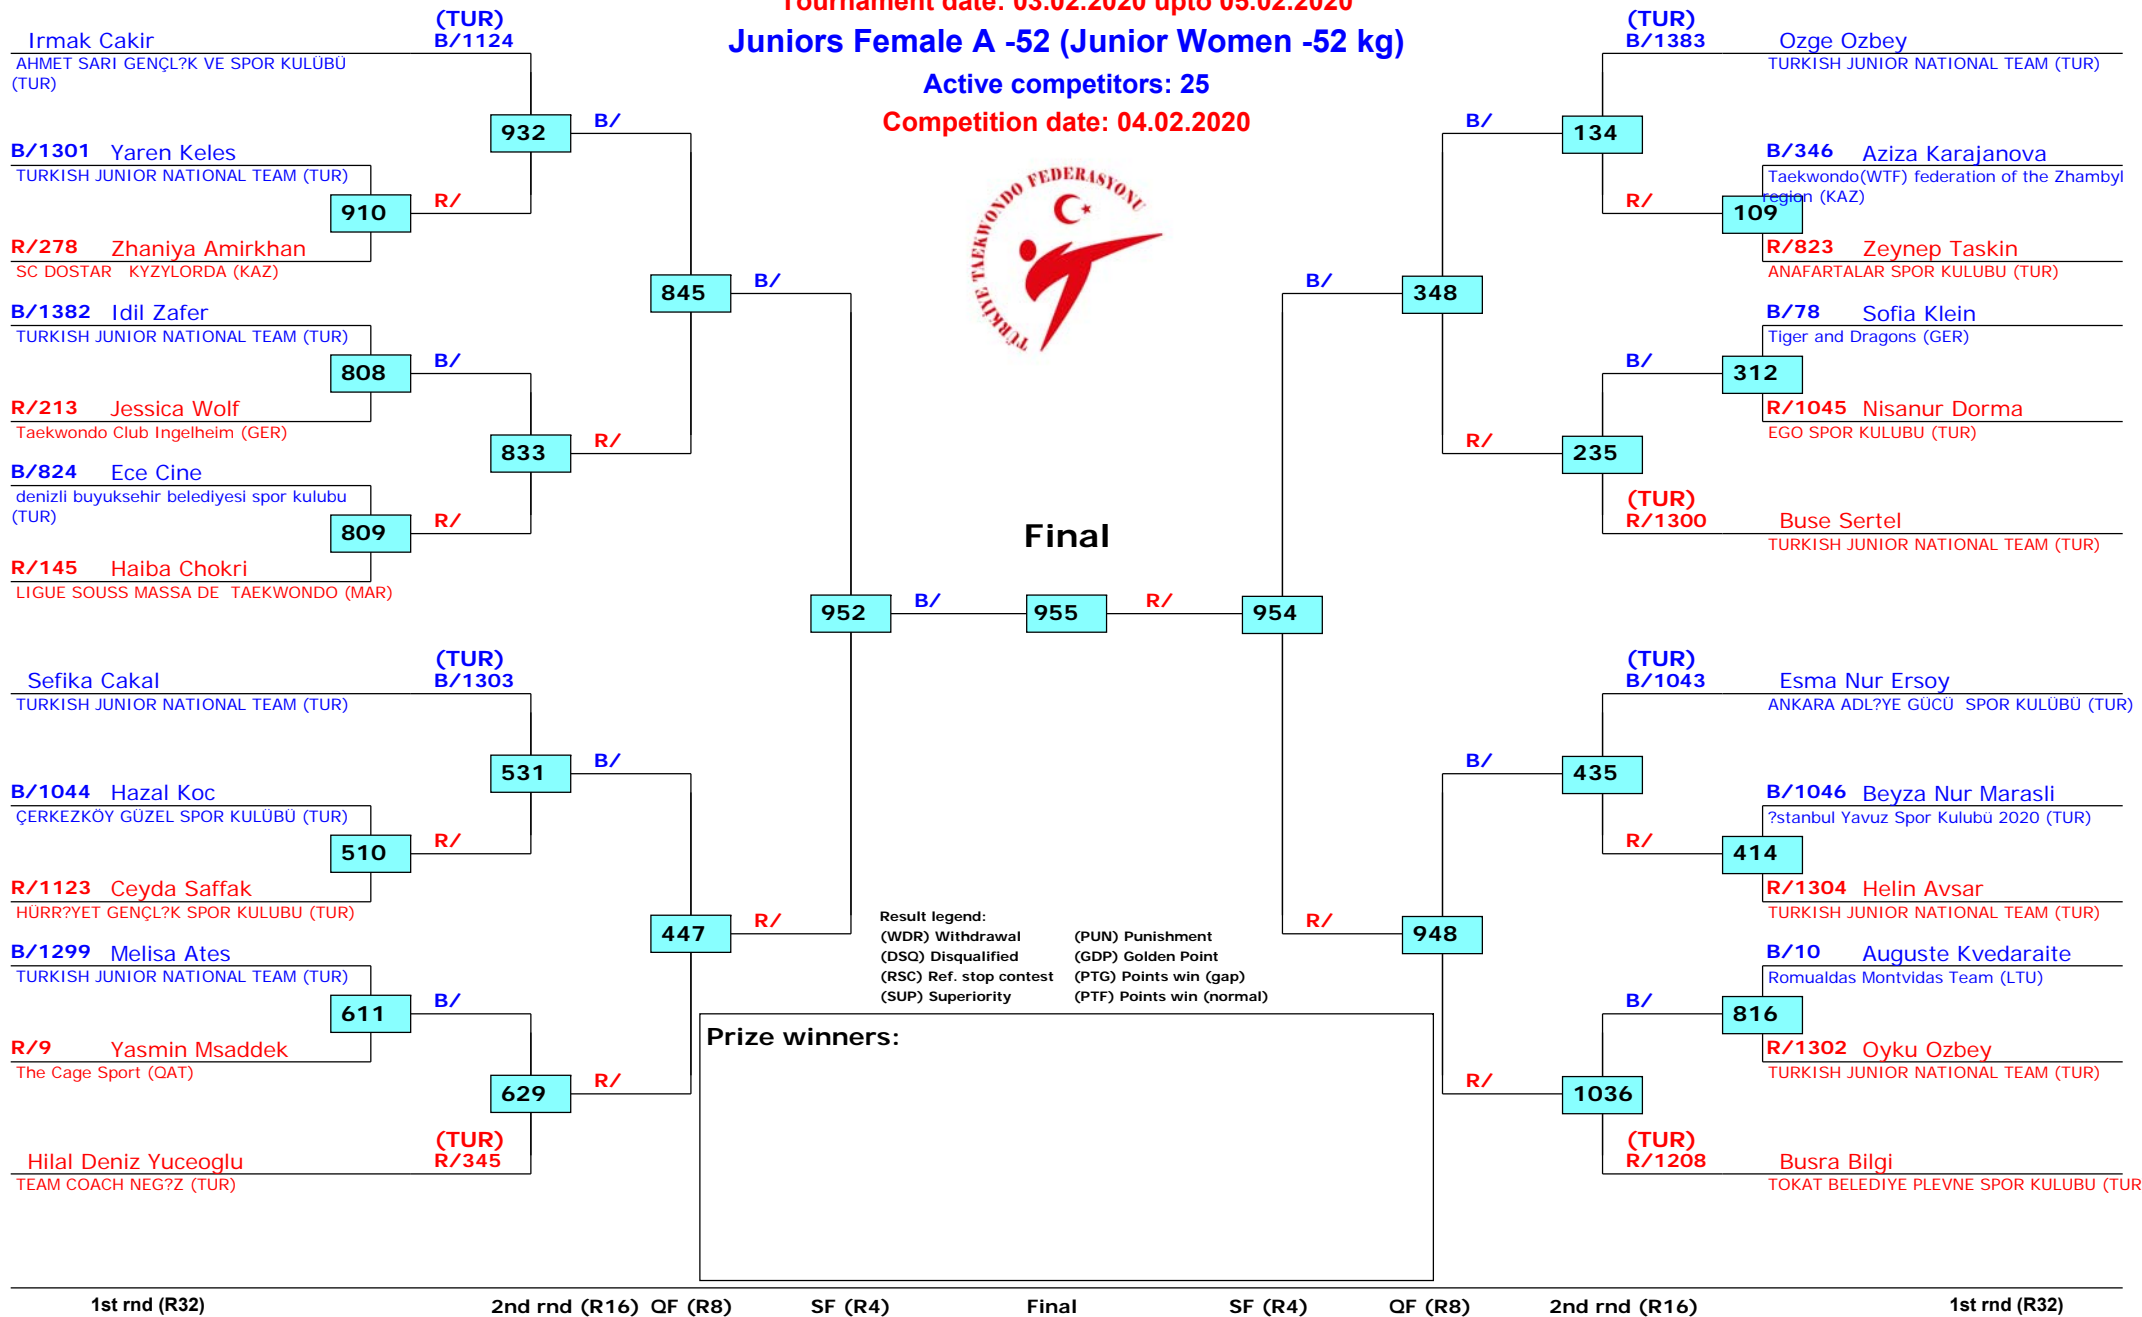 Tournament date: 03.02.2020 upto 05.02.2020
Juniors Female A -52 (Junior Women -52 kg)
Active competitors: 25
Competition date: 04.02.2020
TÜRKİYE TAEKWONDO FEDERASYONU
(TUR)
Irmak Cakir B/1124
AHMET SARI GENÇL?K VE SPOR KULÜBÜ
(TUR)
932 B/
B/1301 Yaren Keles
TURKISH JUNIOR NATIONAL TEAM (TUR)
910 R/
R/278 Zhaniya Amirkhan
SC DOSTAR KYZYLORDA (KAZ)
845 B/
B/1382 Idil Zafer
TURKISH JUNIOR NATIONAL TEAM (TUR)
808 B/
R/213 Jessica Wolf
Taekwondo Club Ingelheim (GER)
833 R/
B/824 Ece Cine
denizli buyuksehir belediyesi spor kulubu
(TUR)
809 R/
R/145 Haiba Chokri
LIGUE SOUSS MASSA DE TAEKWONDO (MAR)
Final
952 B/ 955 R/ 954
(TUR)
Sefika Cakal B/1303
TURKISH JUNIOR NATIONAL TEAM (TUR)
531 B/
B/1044 Hazal Koc
ÇERKEZKÖY GÜZEL SPOR KULÜBÜ (TUR)
510 R/
R/1123 Ceyda Saffak
HÜRR?YET GENÇL?K SPOR KULUBU (TUR)
447 R/
B/1299 Melisa Ates
TURKISH JUNIOR NATIONAL TEAM (TUR)
611 B/
R/9 Yasmin Msaddek
The Cage Sport (QAT)
629 R/
(TUR)
Hilal Deniz Yuceoglu R/345
TEAM COACH NEG?Z (TUR)
(TUR)
B/1383 Ozge Ozbey
TURKISH JUNIOR NATIONAL TEAM (TUR)
B/ 134
B/346 Aziza Karajanova
Taekwondo(WTF) federation of the Zhambyl
region (KAZ)
R/ 109
R/823 Zeynep Taskin
ANAFARTALAR SPOR KULUBU (TUR)
B/ 348
B/78 Sofia Klein
Tiger and Dragons (GER)
B/ 312
R/1045 Nisanur Dorma
EGO SPOR KULUBU (TUR)
R/ 235
(TUR)
R/1300 Buse Sertel
TURKISH JUNIOR NATIONAL TEAM (TUR)
(TUR)
B/1043 Esma Nur Ersoy
ANKARA ADL?YE GÜCÜ SPOR KULÜBÜ (TUR)
B/ 435
B/1046 Beyza Nur Marasli
?stanbul Yavuz Spor Kulubü 2020 (TUR)
R/ 414
R/1304 Helin Avsar
TURKISH JUNIOR NATIONAL TEAM (TUR)
R/ 948
B/10 Auguste Kvedaraite
Romualdas Montvidas Team (LTU)
B/ 816
R/1302 Oyku Ozbey
TURKISH JUNIOR NATIONAL TEAM (TUR)
R/ 1036
(TUR)
R/1208 Busra Bilgi
TOKAT BELEDIYE PLEVNE SPOR KULUBU (TUR
Result legend:
(WDR) Withdrawal (PUN) Punishment
(DSQ) Disqualified (GDP) Golden Point
(RSC) Ref. stop contest (PTG) Points win (gap)
(SUP) Superiority (PTF) Points win (normal)
Prize winners:
1st rnd (R32) 2nd rnd (R16) QF (R8) SF (R4) Final SF (R4) QF (R8) 2nd rnd (R16) 1st rnd (R32)